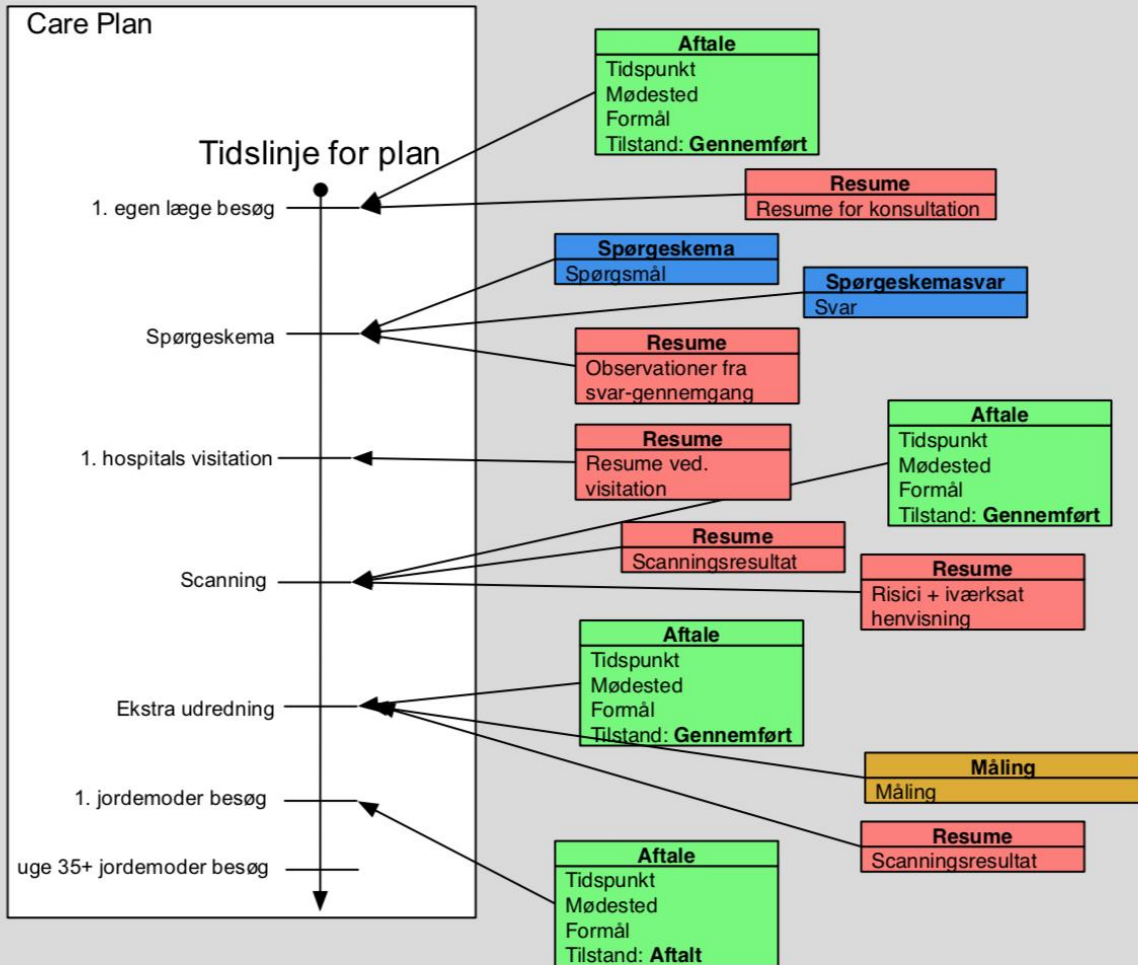 Care Plan
Tidslinje for plan
1. egen læge besøg
Spørgeskema
1. hospitals visitation
Scanning
Ekstra udredning
1. jordemoder besøg
uge 35+ jordemoder besøg
Aftale
Tidspunkt
Mødested
Formål
Tilstand: Gennemført
Resume
Resume for konsultation
Spørgeskema
Spørgsmål
Spørgeskemasvar
Svar
Resume
Observationer fra
svar-gennemgang
Resume
Resume ved.
visitation
Aftale
Tidspunkt
Mødested
Formål
Tilstand: Gennemført
Resume
Scanningsresultat
Resume
Risici + iværksat
henvisning
Aftale
Tidspunkt
Mødested
Formål
Tilstand: Gennemført
Måling
Måling
Resume
Scanningsresultat
Aftale
Tidspunkt
Mødested
Formål
Tilstand: Aftalt